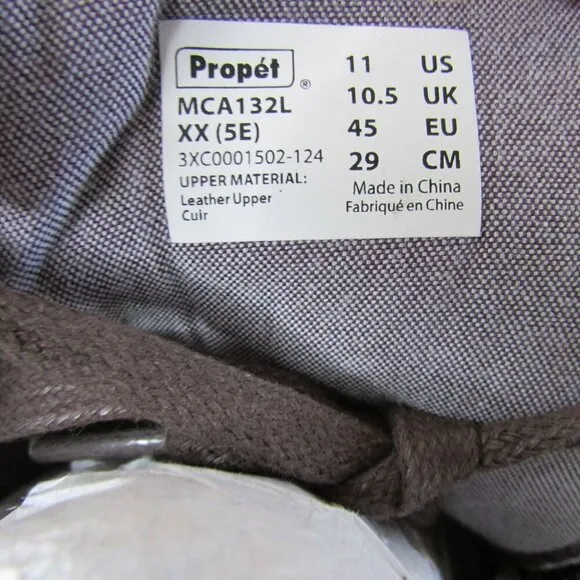 Propét ®
MCA132L
XX (5E)
3XC0001502-124
UPPER MATERIAL:
Leather Upper
Cuir
11 US
10.5 UK
45 EU
29 CM
Made in China
Fabriqué en Chine